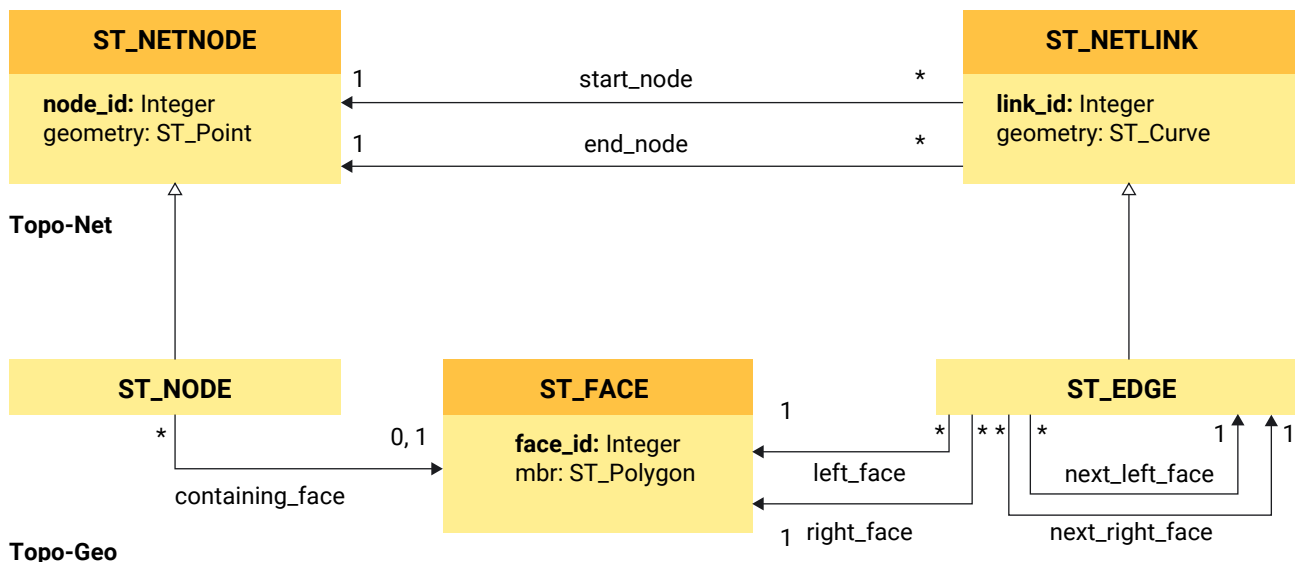 ST_NETNODE
node_id: Integer
geometry: ST_Point
1 start_node *
1 end_node *
ST_NETLINK
link_id: Integer
geometry: ST_Curve
Topo-Net
ST_NODE
*
0, 1
containing_face
ST_FACE
face_id: Integer
mbr: ST_Polygon
ST_EDGE
1
* * * * 1 1
left_face
next_left_face
1 right_face
next_right_face
Topo-Geo